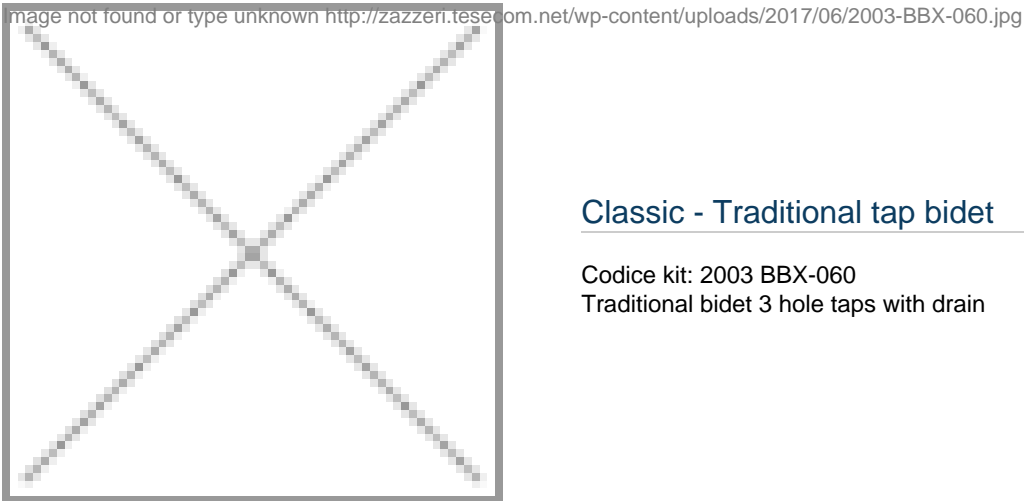 Image not found or type unknown http://zazzeri.tesecom.net/wp-content/uploads/2017/06/2003-BBX-060.jpg
Classic - Traditional tap bidet
Codice kit: 2003 BBX-060
Traditional bidet 3 hole taps with drain